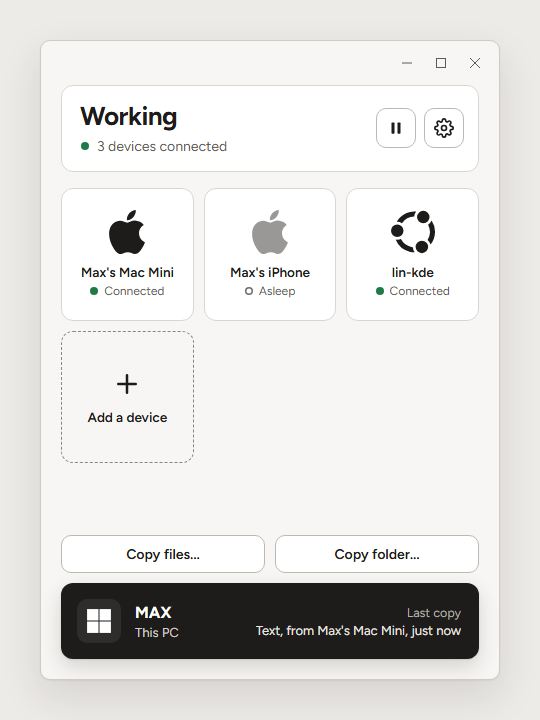 Working
3 devices connected
Max's Mac Mini
Connected
Max's iPhone
Asleep
lin-kde
Connected
Add a device
Copy files...
Copy folder...
MAX
This PC
Last copy
Text, from Max's Mac Mini, just now